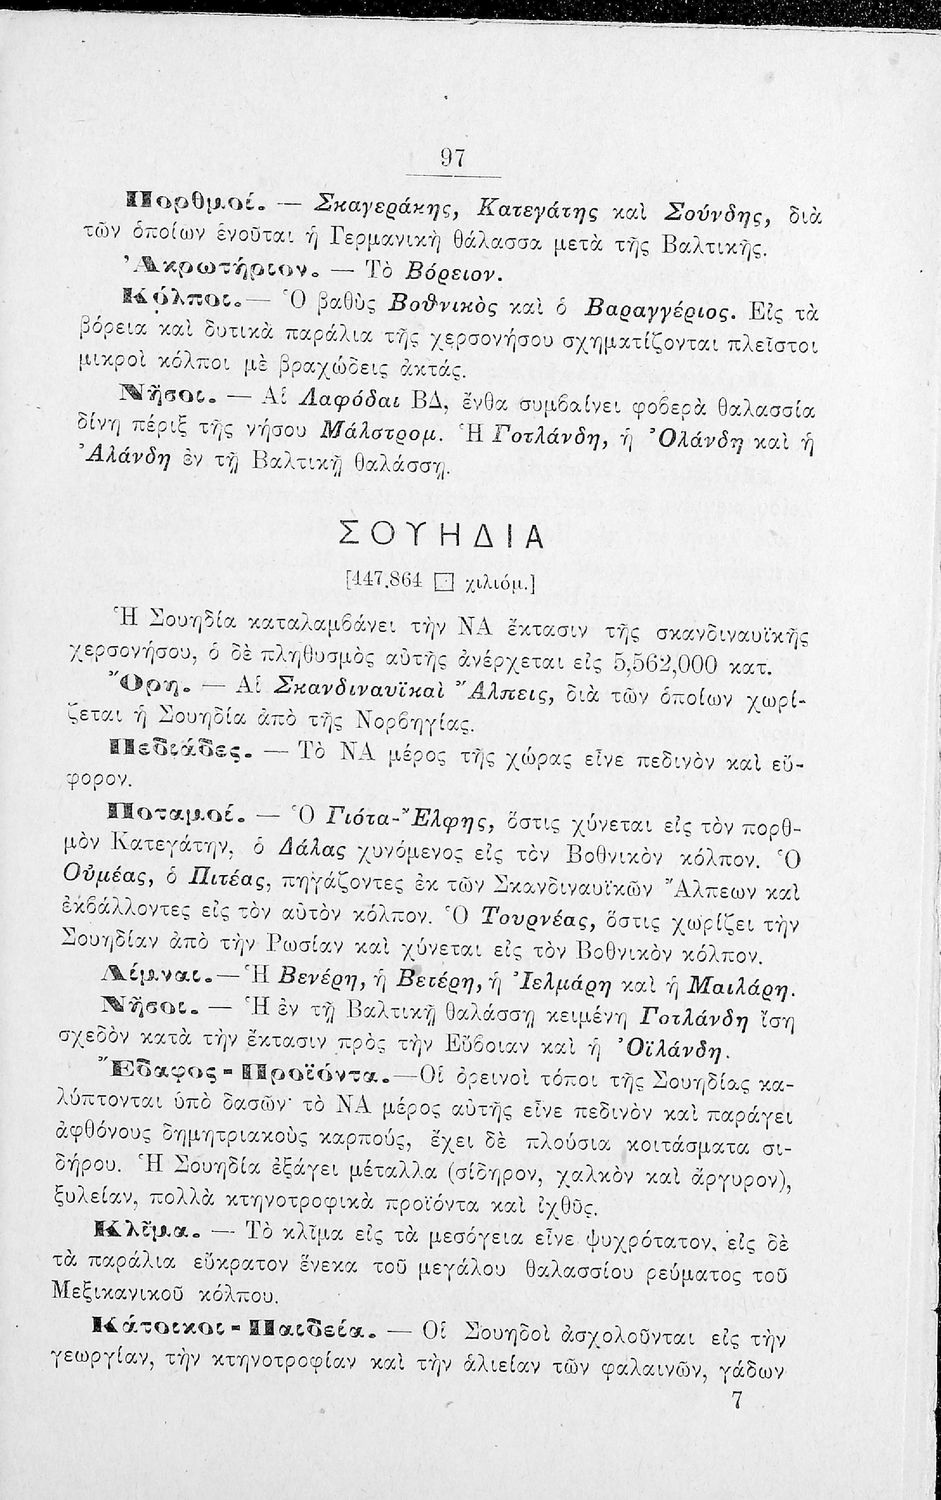 97
Πορθμοί. — Σκαγεράκης, Κατεγάτης καὶ Σούνδης, διὰ
τῶν ὁποίων ἑνοῦται ἡ Γερμανικὴ θάλασσα μετὰ τῆς Βαλτικῆς.
Ἀκρωτήριον. — Τὸ Βόρειον.
Κόλποι. — Ὁ βαθὺς Βοθνικὸς καὶ ὁ Βαραγγέριος. Εἰς τὰ
βόρεια καὶ δυτικὰ παράλια τῆς χερσονήσου σχηματίζονται πλεῖστοι
μικροὶ κόλποι μὲ βραχώδεις ἀκτάς.
Νῆσοι. — Αἱ Λαφόδαι ΒΔ, ἔνθα συμβαίνει φοβερὰ θαλασσία
δίνη πέριξ τῆς νήσου Μάλστρομ. Ἡ Γοτλάνδη, ἡ Ὀλάνδη καὶ ἡ
Ἀλάνδη ἐν τῇ Βαλτικῇ θαλάσσῃ.
ΣΟΥΗΔΙΑ
[447.864 □ χιλιόμ.]
Ἡ Σουηδία καταλαμβάνει τὴν ΝΑ ἔκτασιν τῆς σκανδιναυϊκῆς
χερσονήσου, ὁ δὲ πληθυσμὸς αὐτῆς ἀνέρχεται εἰς 5,562,000 κατ.
Ὄρη. — Αἱ Σκανδιναυϊκαὶ Ἄλπεις, διὰ τῶν ὁποίων χωρί-
ζεται ἡ Σουηδία ἀπὸ τῆς Νορβηγίας.
Πεδιάδες. — Τὸ ΝΑ μέρος τῆς χώρας εἶνε πεδινὸν καὶ εὔ-
φορον.
Ποταμοί. — Ὁ Γιότα-Ἔλφης, ὅστις χύνεται εἰς τὸν πορθ-
μὸν Κατεγάτην, ὁ Δάλας χυνόμενος εἰς τὸν Βοθνικὸν κόλπον. Ὁ
Οὐμέας, ὁ Πιτέας, πηγάζοντες ἐκ τῶν Σκανδιναυϊκῶν Ἄλπεων καὶ
ἐκβάλλοντες εἰς τὸν αὐτὸν κόλπον. Ὁ Τουρνέας, ὅστις χωρίζει τὴν
Σουηδίαν ἀπὸ τὴν Ῥωσίαν καὶ χύνεται εἰς τὸν Βοθνικὸν κόλπον.
Λίμναι. — Ἡ Βενέρη, ἡ Βετέρη, ἡ Ἰελμάρη καὶ ἡ Μαιλάρη.
Νῆσοι. — Ἡ ἐν τῇ Βαλτικῇ θαλάσσῃ κειμένη Γοτλάνδη ἴση
σχεδὸν κατὰ τὴν ἔκτασιν πρὸς τὴν Εὔβοιαν καὶ ἡ Ὀϊλάνδη.
Ἔδαφος - Προϊόντα. — Οἱ ὀρεινοὶ τόποι τῆς Σουηδίας κα-
λύπτονται ὑπὸ δασῶν· τὸ ΝΑ μέρος αὐτῆς εἶνε πεδινὸν καὶ παράγει
ἀφθόνους δημητριακοὺς καρπούς, ἔχει δὲ πλούσια κοιτάσματα σι-
δήρου. Ἡ Σουηδία ἐξάγει μέταλλα (σίδηρον, χαλκὸν καὶ ἄργυρον),
ξυλείαν, πολλὰ κτηνοτροφικὰ προϊόντα καὶ ἰχθῦς.
Κλῖμα. — Τὸ κλῖμα εἰς τὰ μεσόγεια εἶνε ψυχρότατον, εἰς δὲ
τὰ παράλια εὔκρατον ἕνεκα τοῦ μεγάλου θαλασσίου ρεύματος τοῦ
Μεξικανικοῦ κόλπου.
Κάτοικοι - Παιδεία. — Οἱ Σουηδοὶ ἀσχολοῦνται εἰς τὴν
γεωργίαν, τὴν κτηνοτροφίαν καὶ τὴν ἁλιείαν τῶν φαλαινῶν, γάδων
7